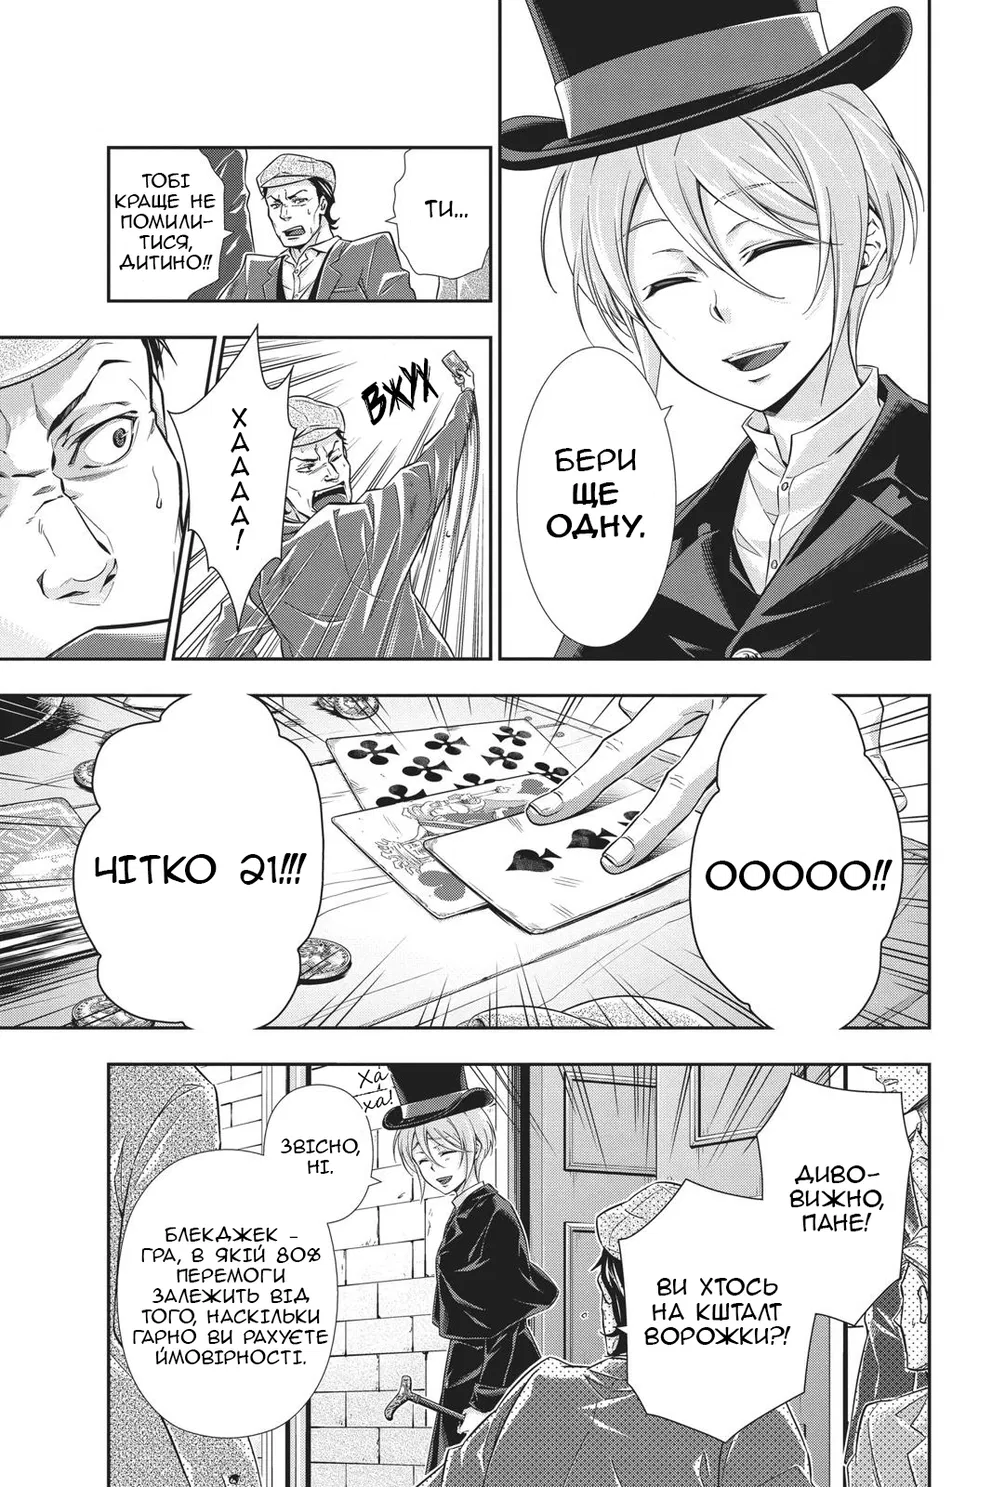 БЕРИ
ЩЕ
ОДНУ.
ТИ...
ТОБІ
КРАЩЕ НЕ
ПОМИЛИ-
ТИСЯ,
ДИТИНО!!
ВЖУХ
ХАААА!
ООООО!!
ЧІТКО 21!!!
ДИВО-
ВИЖНО,
ПАНЕ!
ВИ ХТОСЬ
НА КШТАЛТ
ВОРОЖКИ?!
Ха
ха!
ЗВІСНО,
НІ.
БЛЕКДЖЕК -
ГРА, В ЯКІЙ 80%
ПЕРЕМОГИ
ЗАЛЕЖИТЬ ВІД
ТОГО, НАСКІЛЬКИ
ГАРНО ВИ РАХУЄТЕ
ЙМОВІРНОСТІ.